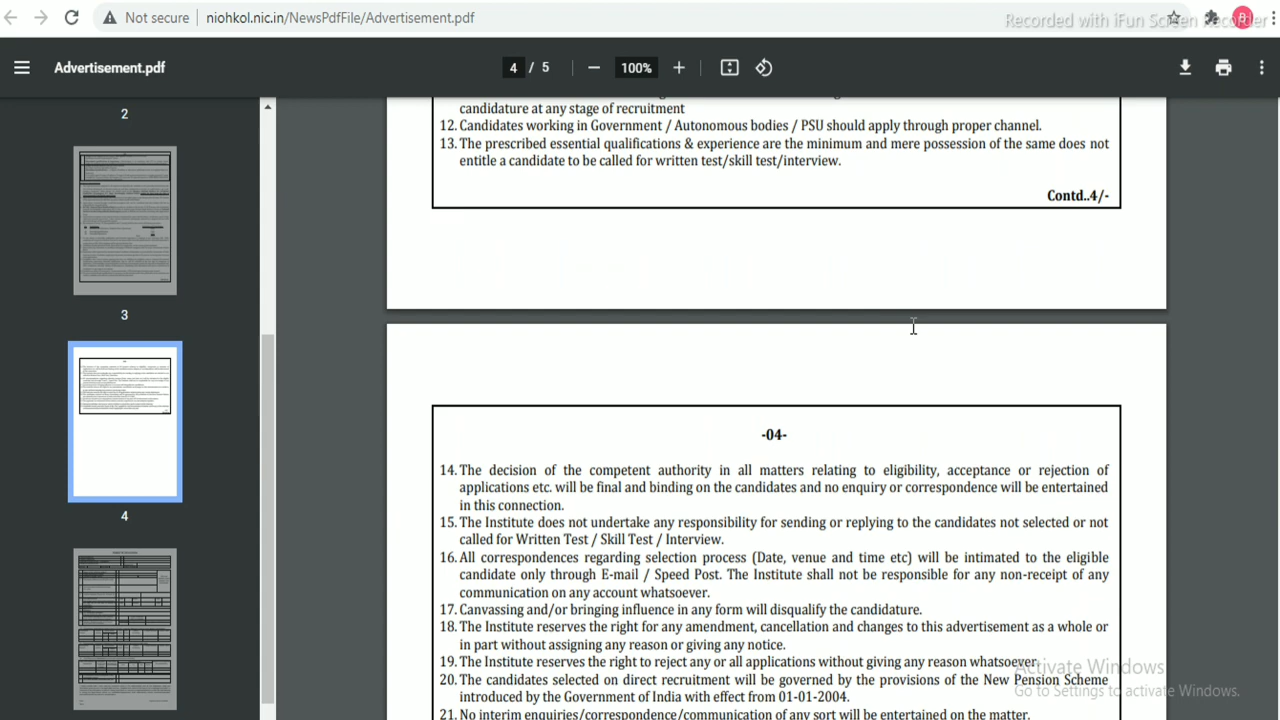 Not secure
niohkol.nic.in/NewsPdfFile/Advertisement.pdf
Recorded with iFun Screen Recorder
B
Advertisement.pdf
4 / 5
100%
2
3
4
candidature at any stage of recruitment
12. Candidates working in Government / Autonomous bodies / PSU should apply through proper channel.
13. The prescribed essential qualifications & experience are the minimum and mere possession of the same does not
entitle a candidate to be called for written test/skill test/interview.
Contd..4/-
-04-
14. The decision of the competent authority in all matters relating to eligibility, acceptance or rejection of
applications etc. will be final and binding on the candidates and no enquiry or correspondence will be entertained
in this connection.
15. The Institute does not undertake any responsibility for sending or replying to the candidates not selected or not
called for Written Test / Skill Test / Interview.
16. All correspondences regarding selection process (Date, venue and time etc) will be intimated to the eligible
candidate only through E-mail / Speed Post. The Institute shall not be responsible for any non-receipt of any
communication on any account whatsoever.
17. Canvassing and/or bringing influence in any form will disqualify the candidature.
18. The Institute reserves the right for any amendment, cancellation and changes to this advertisement as a whole or
in part without assigning any reason or giving any notice.
19. The Institute reserves the right to reject any or all applications without giving any reason whatsoever.
20. The candidates selected on direct recruitment will be governed by the provisions of the New Pension Scheme
introduced by the Government of India with effect from 01-01-2004.
21. No interim enquiries/correspondence/communication of any sort will be entertained on the matter.
Activate Windows
Go to Settings to activate Windows.